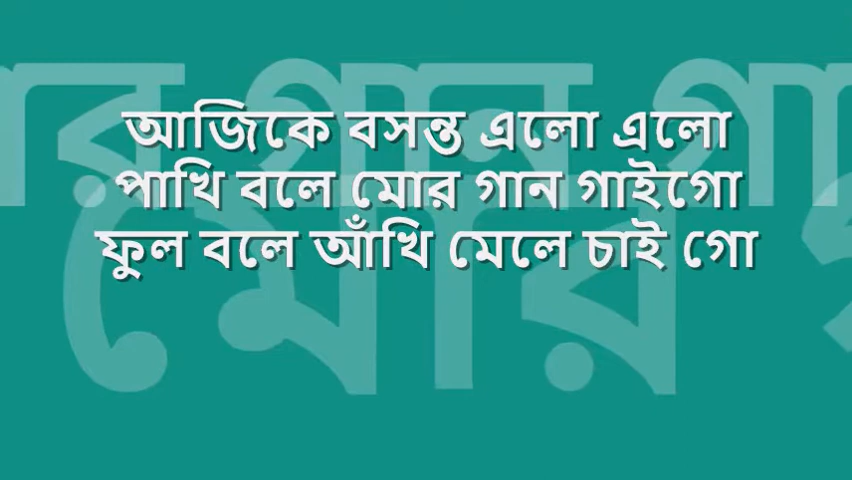 আজিকে বসন্ত এলো এলো
পাখি বলে মোর গান গাইগো
ফুল বলে আঁখি মেলে চাই গো